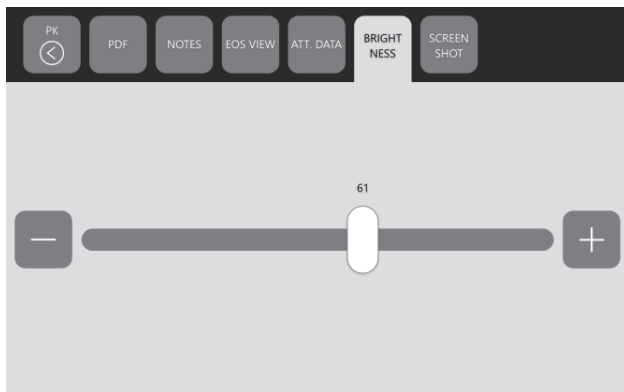 PK
PDF
NOTES
EOS VIEW
ATT. DATA
BRIGHT
NESS
SCREEN
SHOT
61